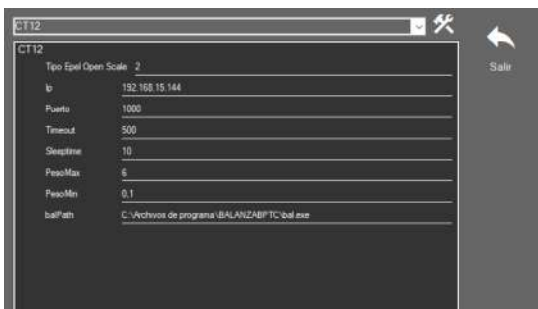 CT12
Salir
CT12
Tipo Epel Open Scale 2
Ip 192.168.15.144
Puerto 1000
Timeout 500
Sleeptime 10
PesoMax 6
PesoMin 0.1
balPath C:\Archivos de programa\BALANZABPTC\bal.exe